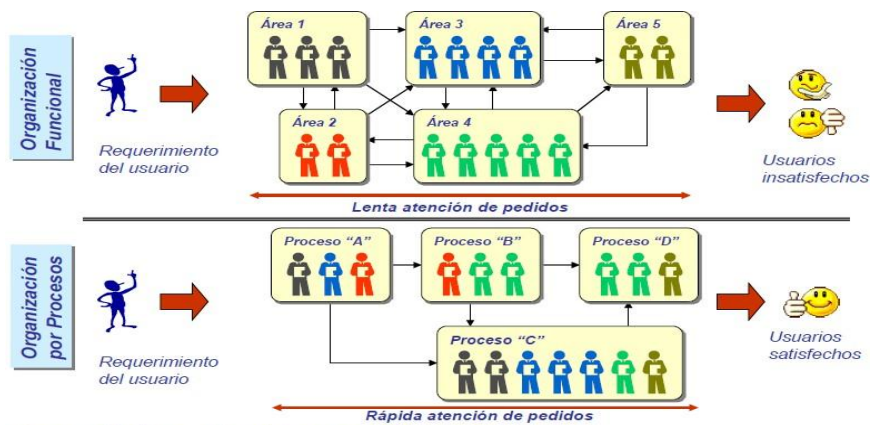 Organización
Funcional
Requerimiento
del usuario
Área 1
Área 3
Área 5
Área 2
Área 4
Usuarios
insatisfechos
Lenta atención de pedidos
Organización
por Procesos
Requerimiento
del usuario
Proceso “A”
Proceso “B”
Proceso “D”
Proceso “C”
Usuarios
satisfechos
Rápida atención de pedidos